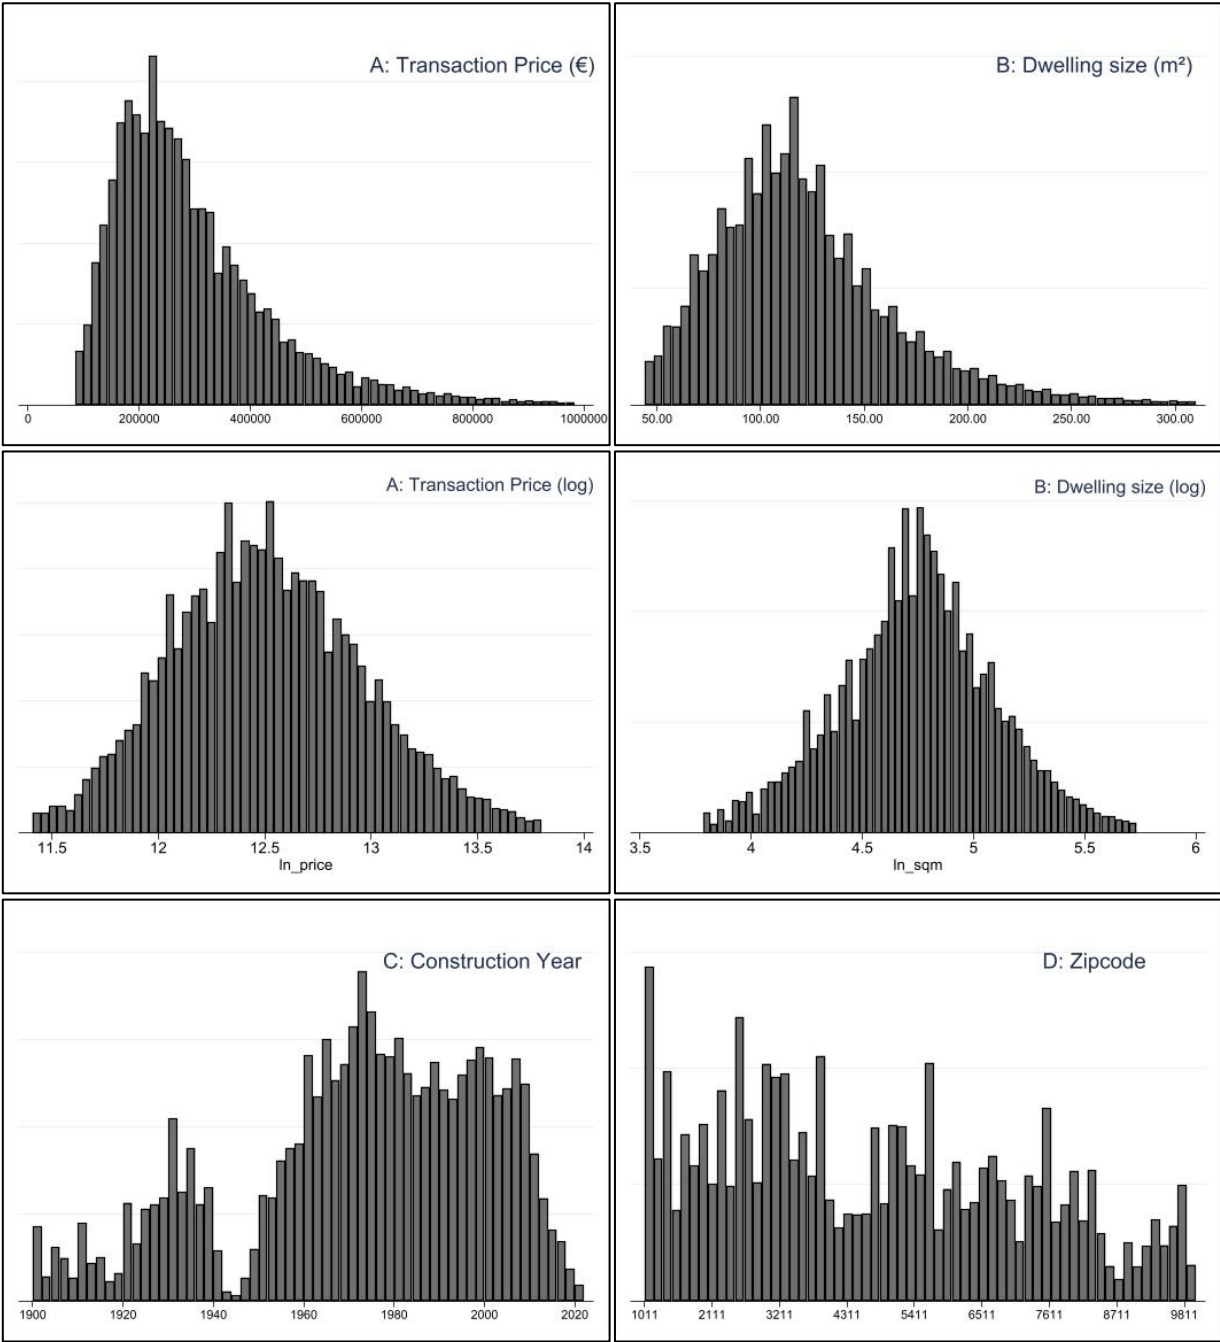 A: Transaction Price (€)
0 200000 400000 600000 800000 1000000
B: Dwelling size (m²)
50.00 100.00 150.00 200.00 250.00 300.00
A: Transaction Price (log)
11.5 12 12.5 13 13.5 14
ln_price
B: Dwelling size (log)
3.5 4 4.5 5 5.5 6
ln_sqm
C: Construction Year
1900 1920 1940 1960 1980 2000 2020
D: Zipcode
1011 2111 3211 4311 5411 6511 7611 8711 9811